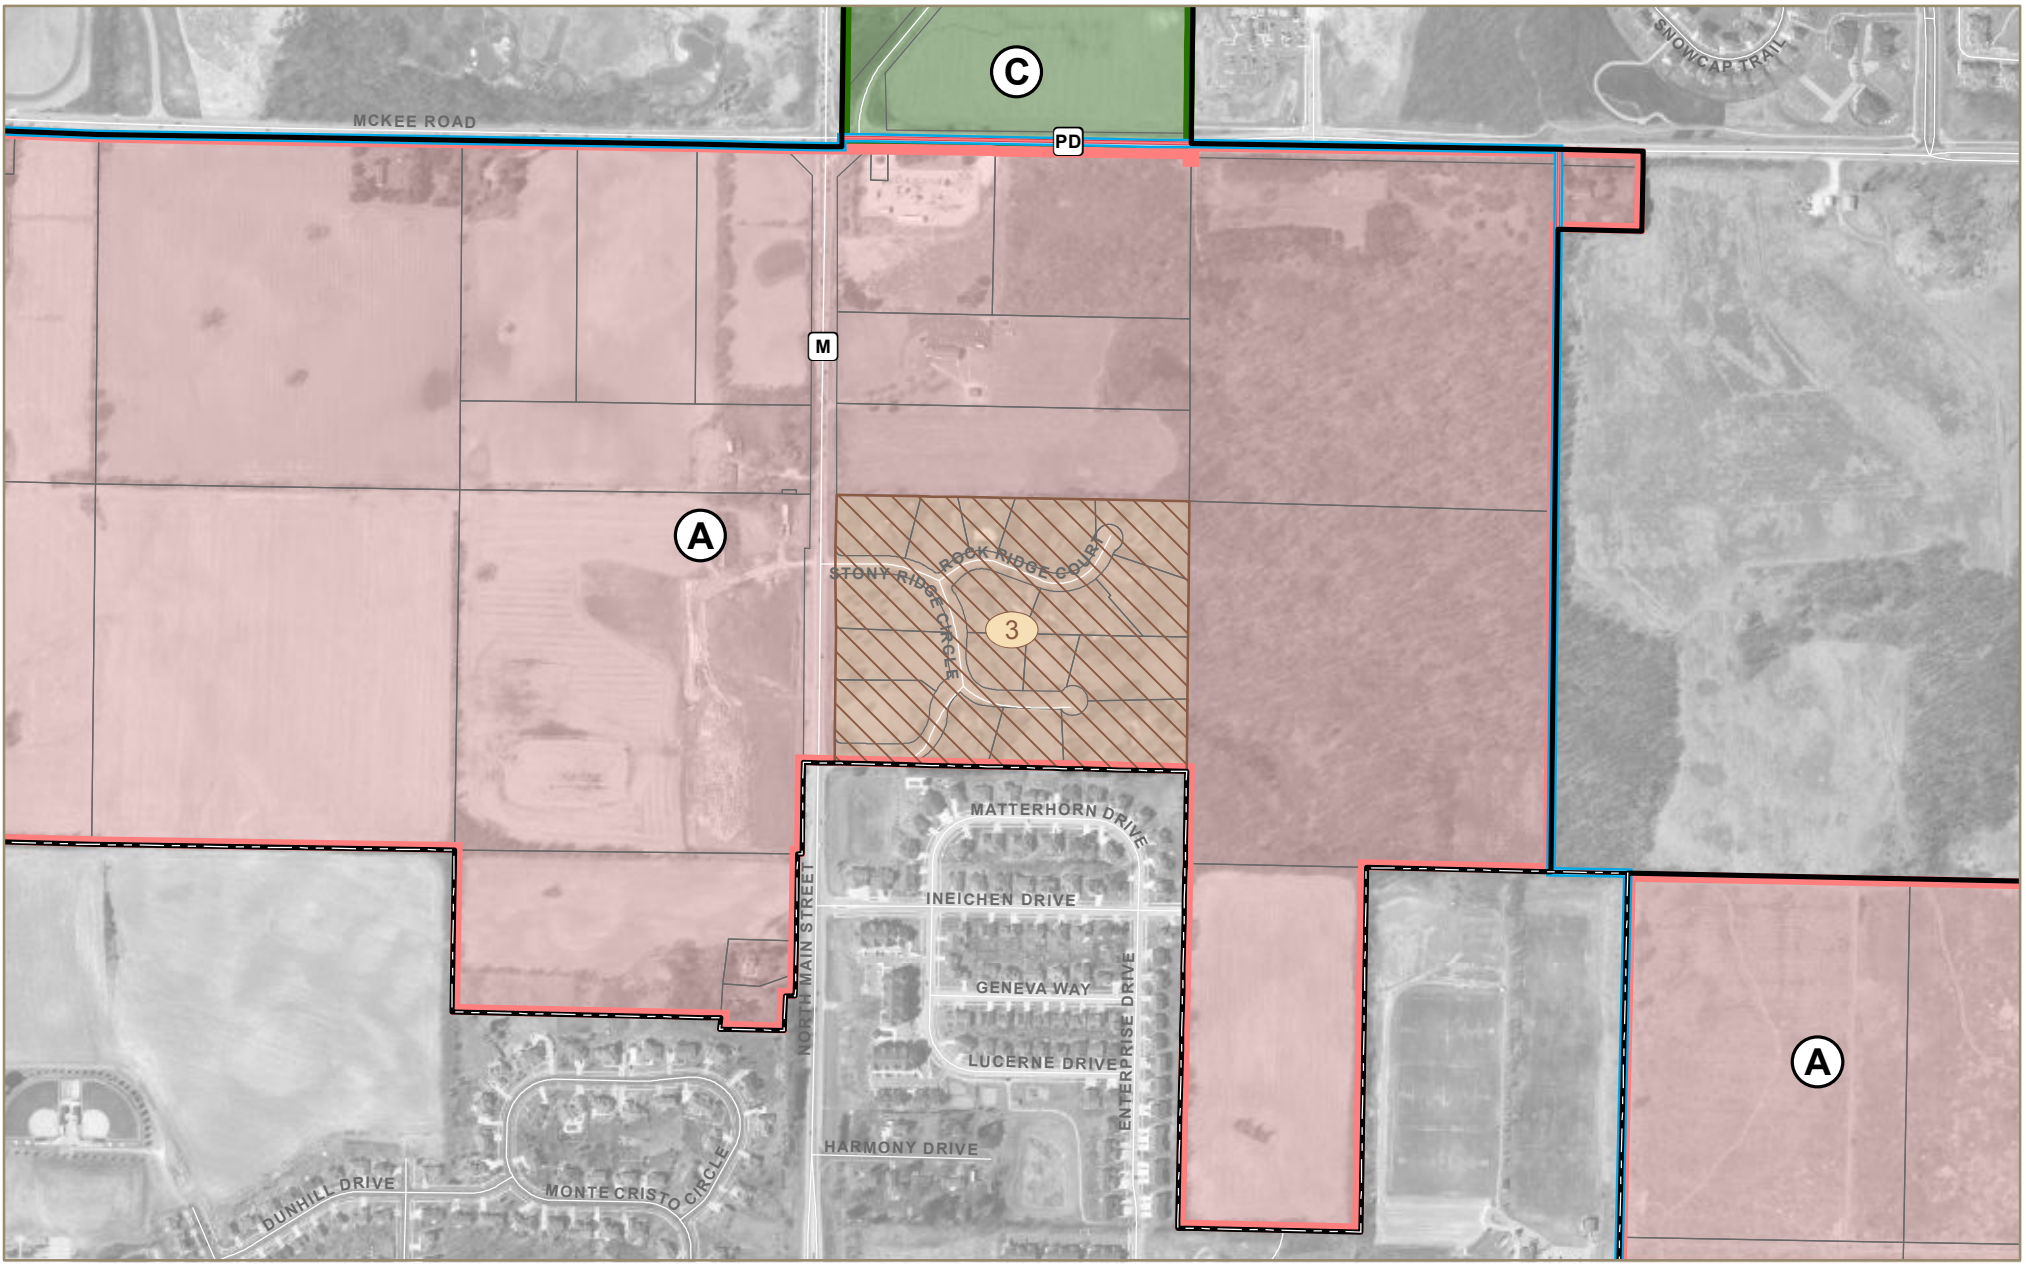 SNOWCAP TRAIL
C
MCKEE ROAD
PD
M
A
ROCK RIDGE COURT
STONY RIDGE CIRCLE
3
MATTERHORN DRIVE
INEICHEN DRIVE
NORTH MAIN STREET
GENEVA WAY
ENTERPRISE DRIVE
LUCERNE DRIVE
A
HARMONY DRIVE
DUNHILL DRIVE
MONTE CRISTO CIRCLE